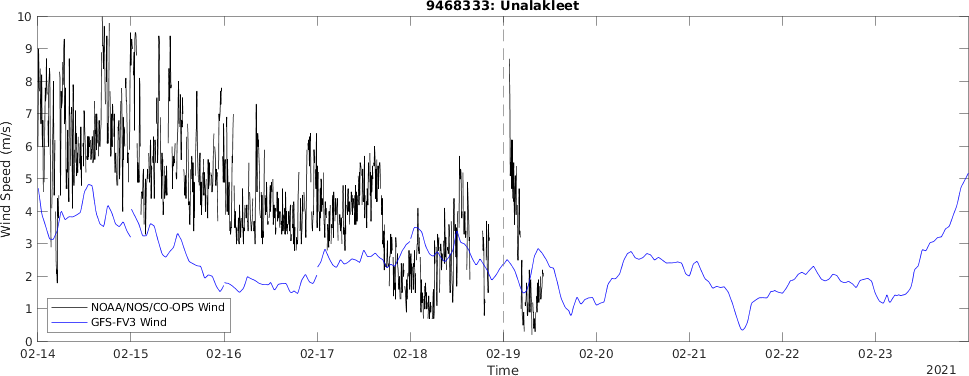 9468333: Unalakleet
10
9
8
7
6
5
4
3
2
1
0
Wind Speed (m/s)
NOAA/NOS/CO-OPS Wind
GFS-FV3 Wind
02-14 02-15 02-16 02-17 02-18 02-19 02-20 02-21 02-22 02-23
Time
2021